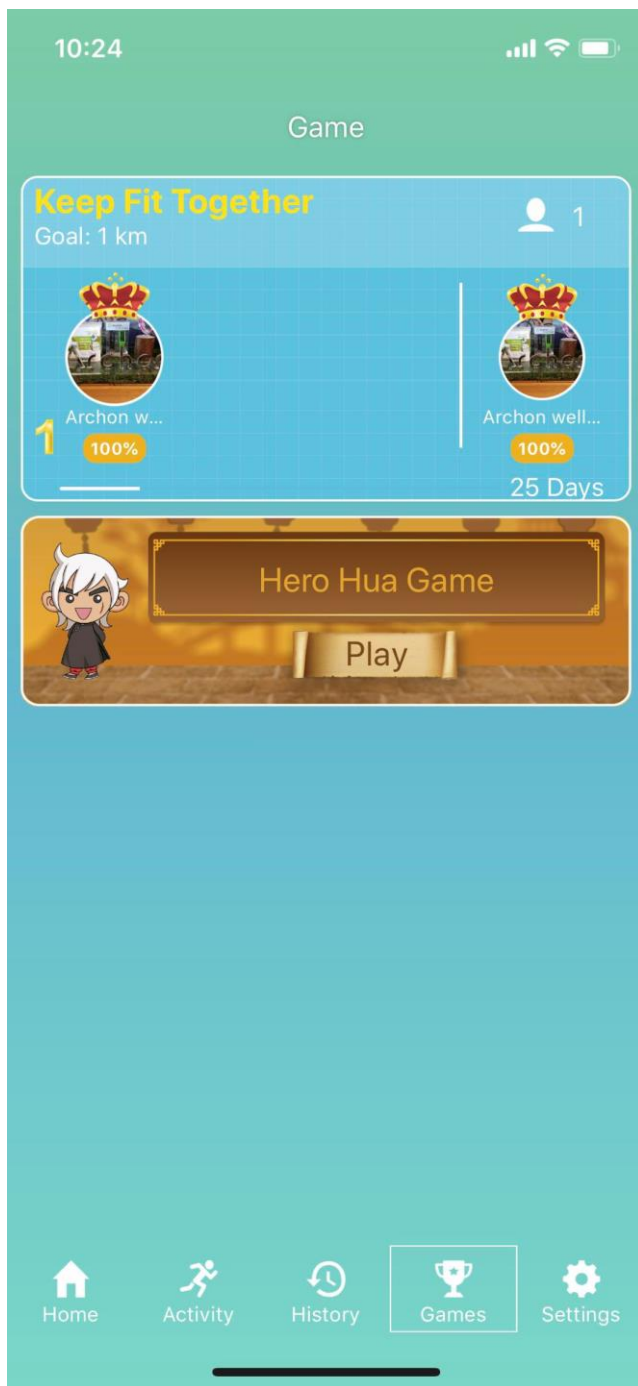 10:24
Game
Keep Fit Together
1
Goal: 1 km
Archon w...
Archon well...
1
100%
100%
25 Days
Hero Hua Game
Play
Home
Activity
History
Games
Settings